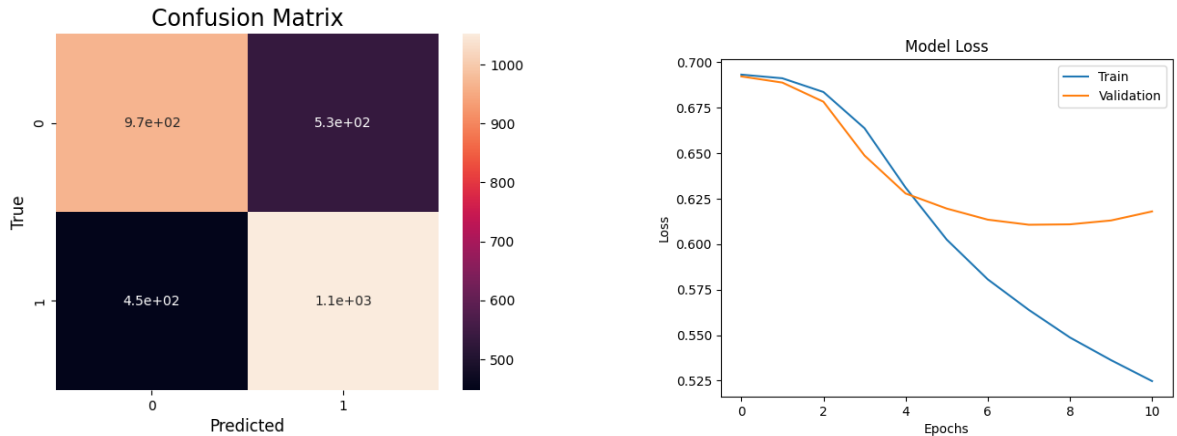 Confusion Matrix
True
0
1
9.7e+02
5.3e+02
4.5e+02
1.1e+03
0
1
Predicted
1000
900
800
700
600
500
Model Loss
Train
Validation
Loss
0.700
0.675
0.650
0.625
0.600
0.575
0.550
0.525
0
2
4
6
8
10
Epochs